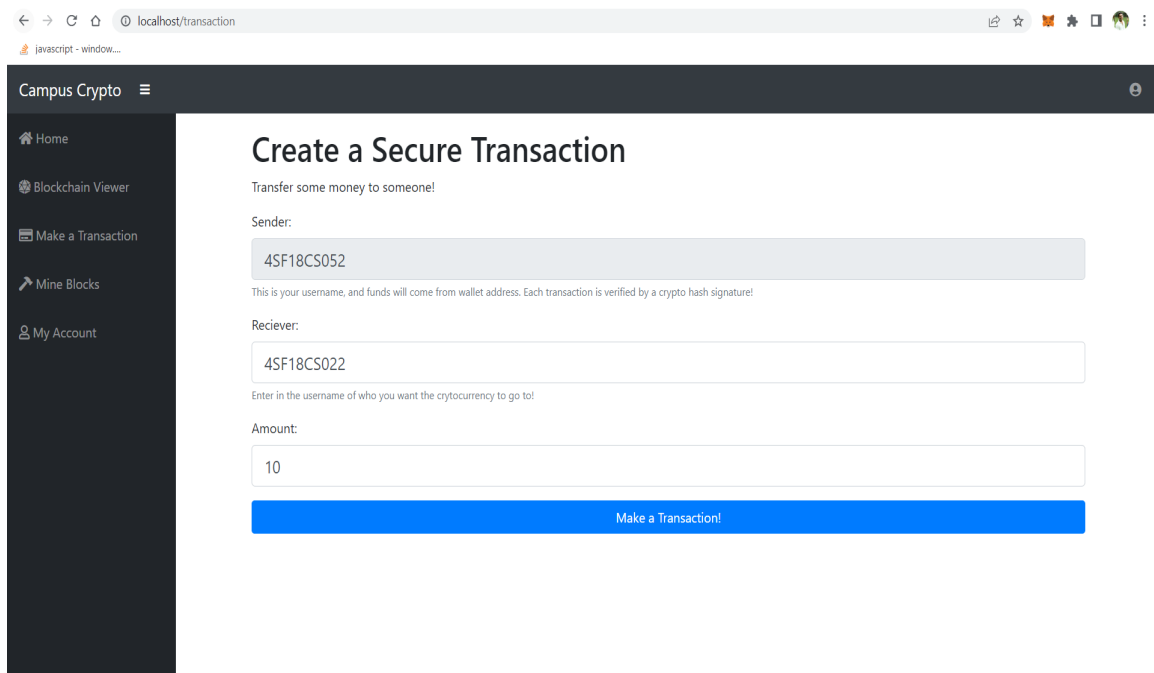 localhost/transaction
javascript - window....
Campus Crypto
Home
Blockchain Viewer
Make a Transaction
Mine Blocks
My Account
Create a Secure Transaction
Transfer some money to someone!
Sender:
4SF18CS052
This is your username, and funds will come from wallet address. Each transaction is verified by a crypto hash signature!
Reciever:
4SF18CS022
Enter in the username of who you want the crytocurrency to go to!
Amount:
10
Make a Transaction!